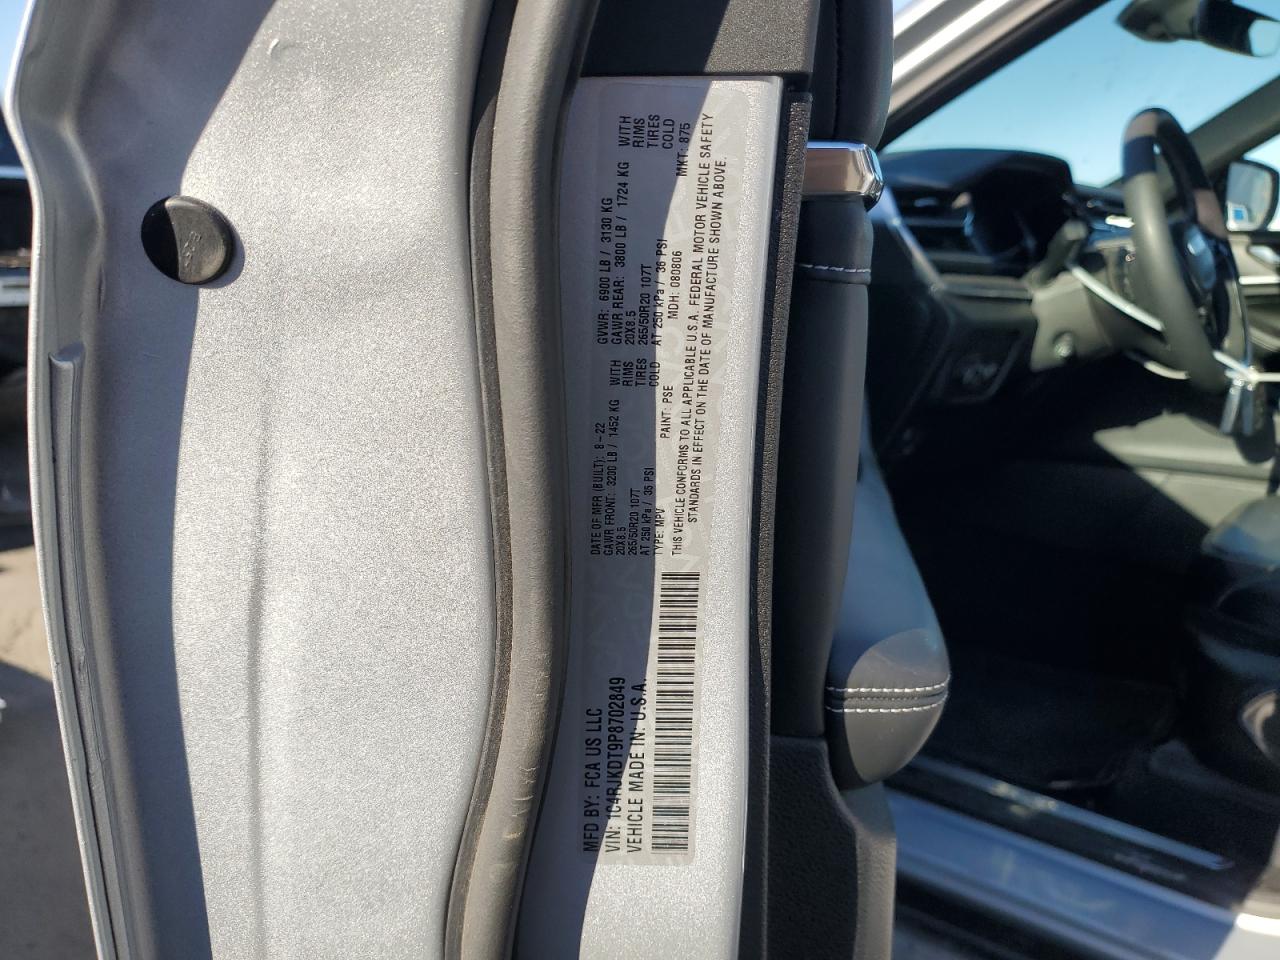 MFD BY: FCA US LLC
VIN: 1C4RJKDT9P8702849
VEHICLE MADE IN: U.S.A.
DATE OF MFR (BUILT): 8-22 GVWR: 6900 LB / 3130 KG
GAWR FRONT: 3200 LB / 1452 KG WITH GAWR REAR: 3800 LB / 1724 KG WITH
20X8.5 RIMS 20X8.5 RIMS
265/50R20 107T TIRES 265/50R20 107T TIRES
AT 250 kPa / 36 PSI COLD AT 250 kPa / 36 PSI COLD
TYPE: MPV PAINT: PSE MDH: 080806 MKT: 875
THIS VEHICLE CONFORMS TO ALL APPLICABLE U.S.A. FEDERAL MOTOR VEHICLE SAFETY
STANDARDS IN EFFECT ON THE DATE OF MANUFACTURE SHOWN ABOVE.